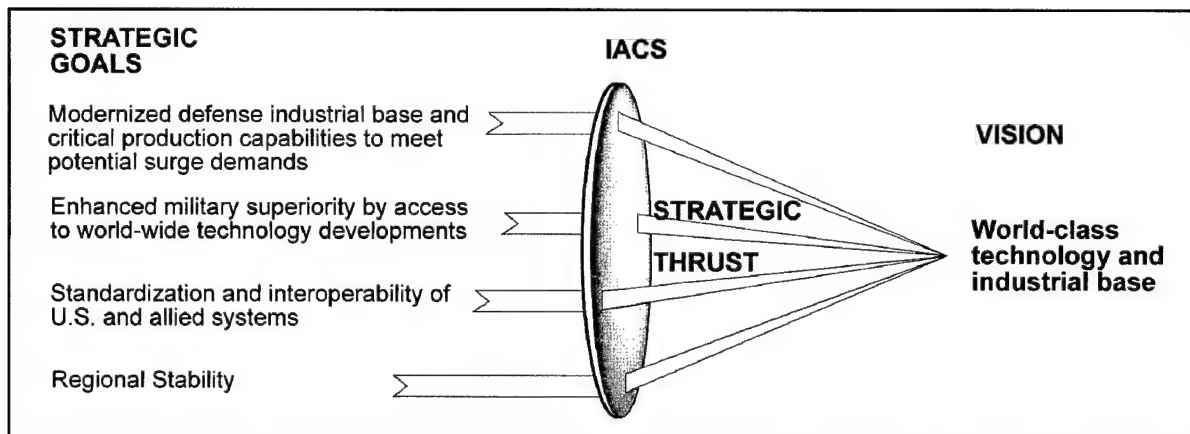 STRATEGIC
GOALS
Modernized defense industrial base and
critical production capabilities to meet
potential surge demands
Enhanced military superiority by access
to world-wide technology developments
Standardization and interoperability of
U.S. and allied systems
Regional Stability
IACS
STRATEGIC
THRUST
VISION
World-class
technology and
industrial base